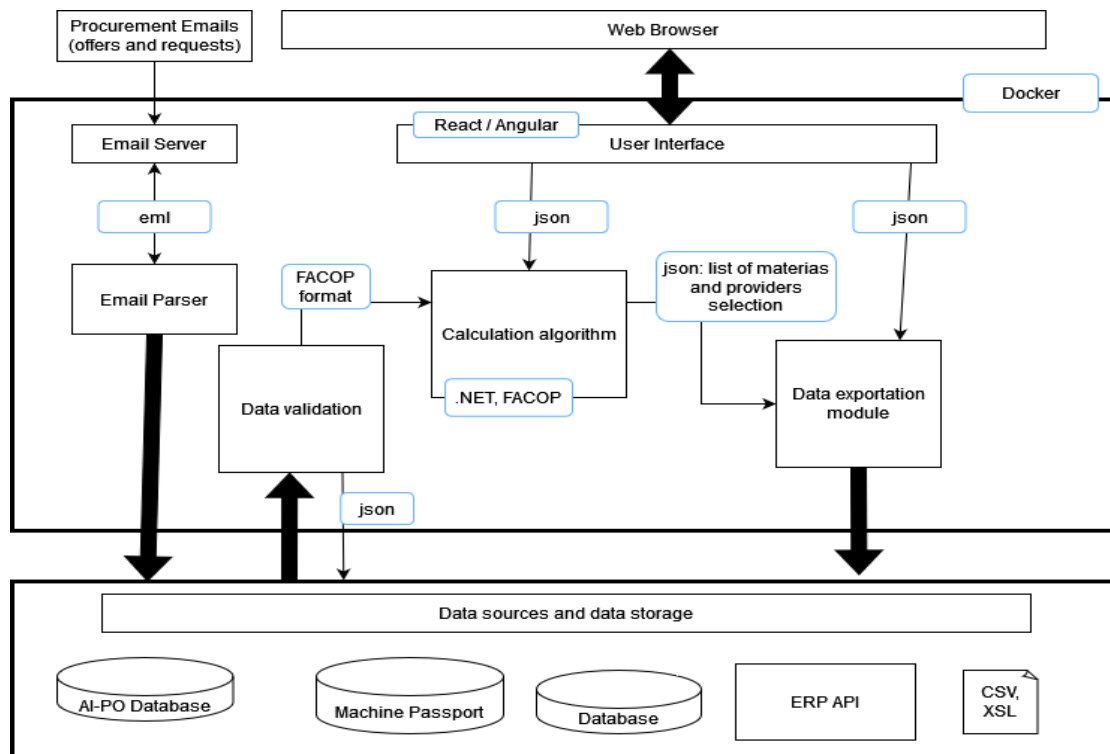 Procurement Emails
(offers and requests)
Web Browser
Docker
React / Angular
Email Server
User Interface
eml
json
json
FACOP
format
json: list of materias
and providers
selection
Email Parser
Calculation algorithm
.NET, FACOP
Data validation
Data exportation
module
json
Data sources and data storage
AI-PO Database
Machine Passport
Database
ERP API
CSV,
XSL